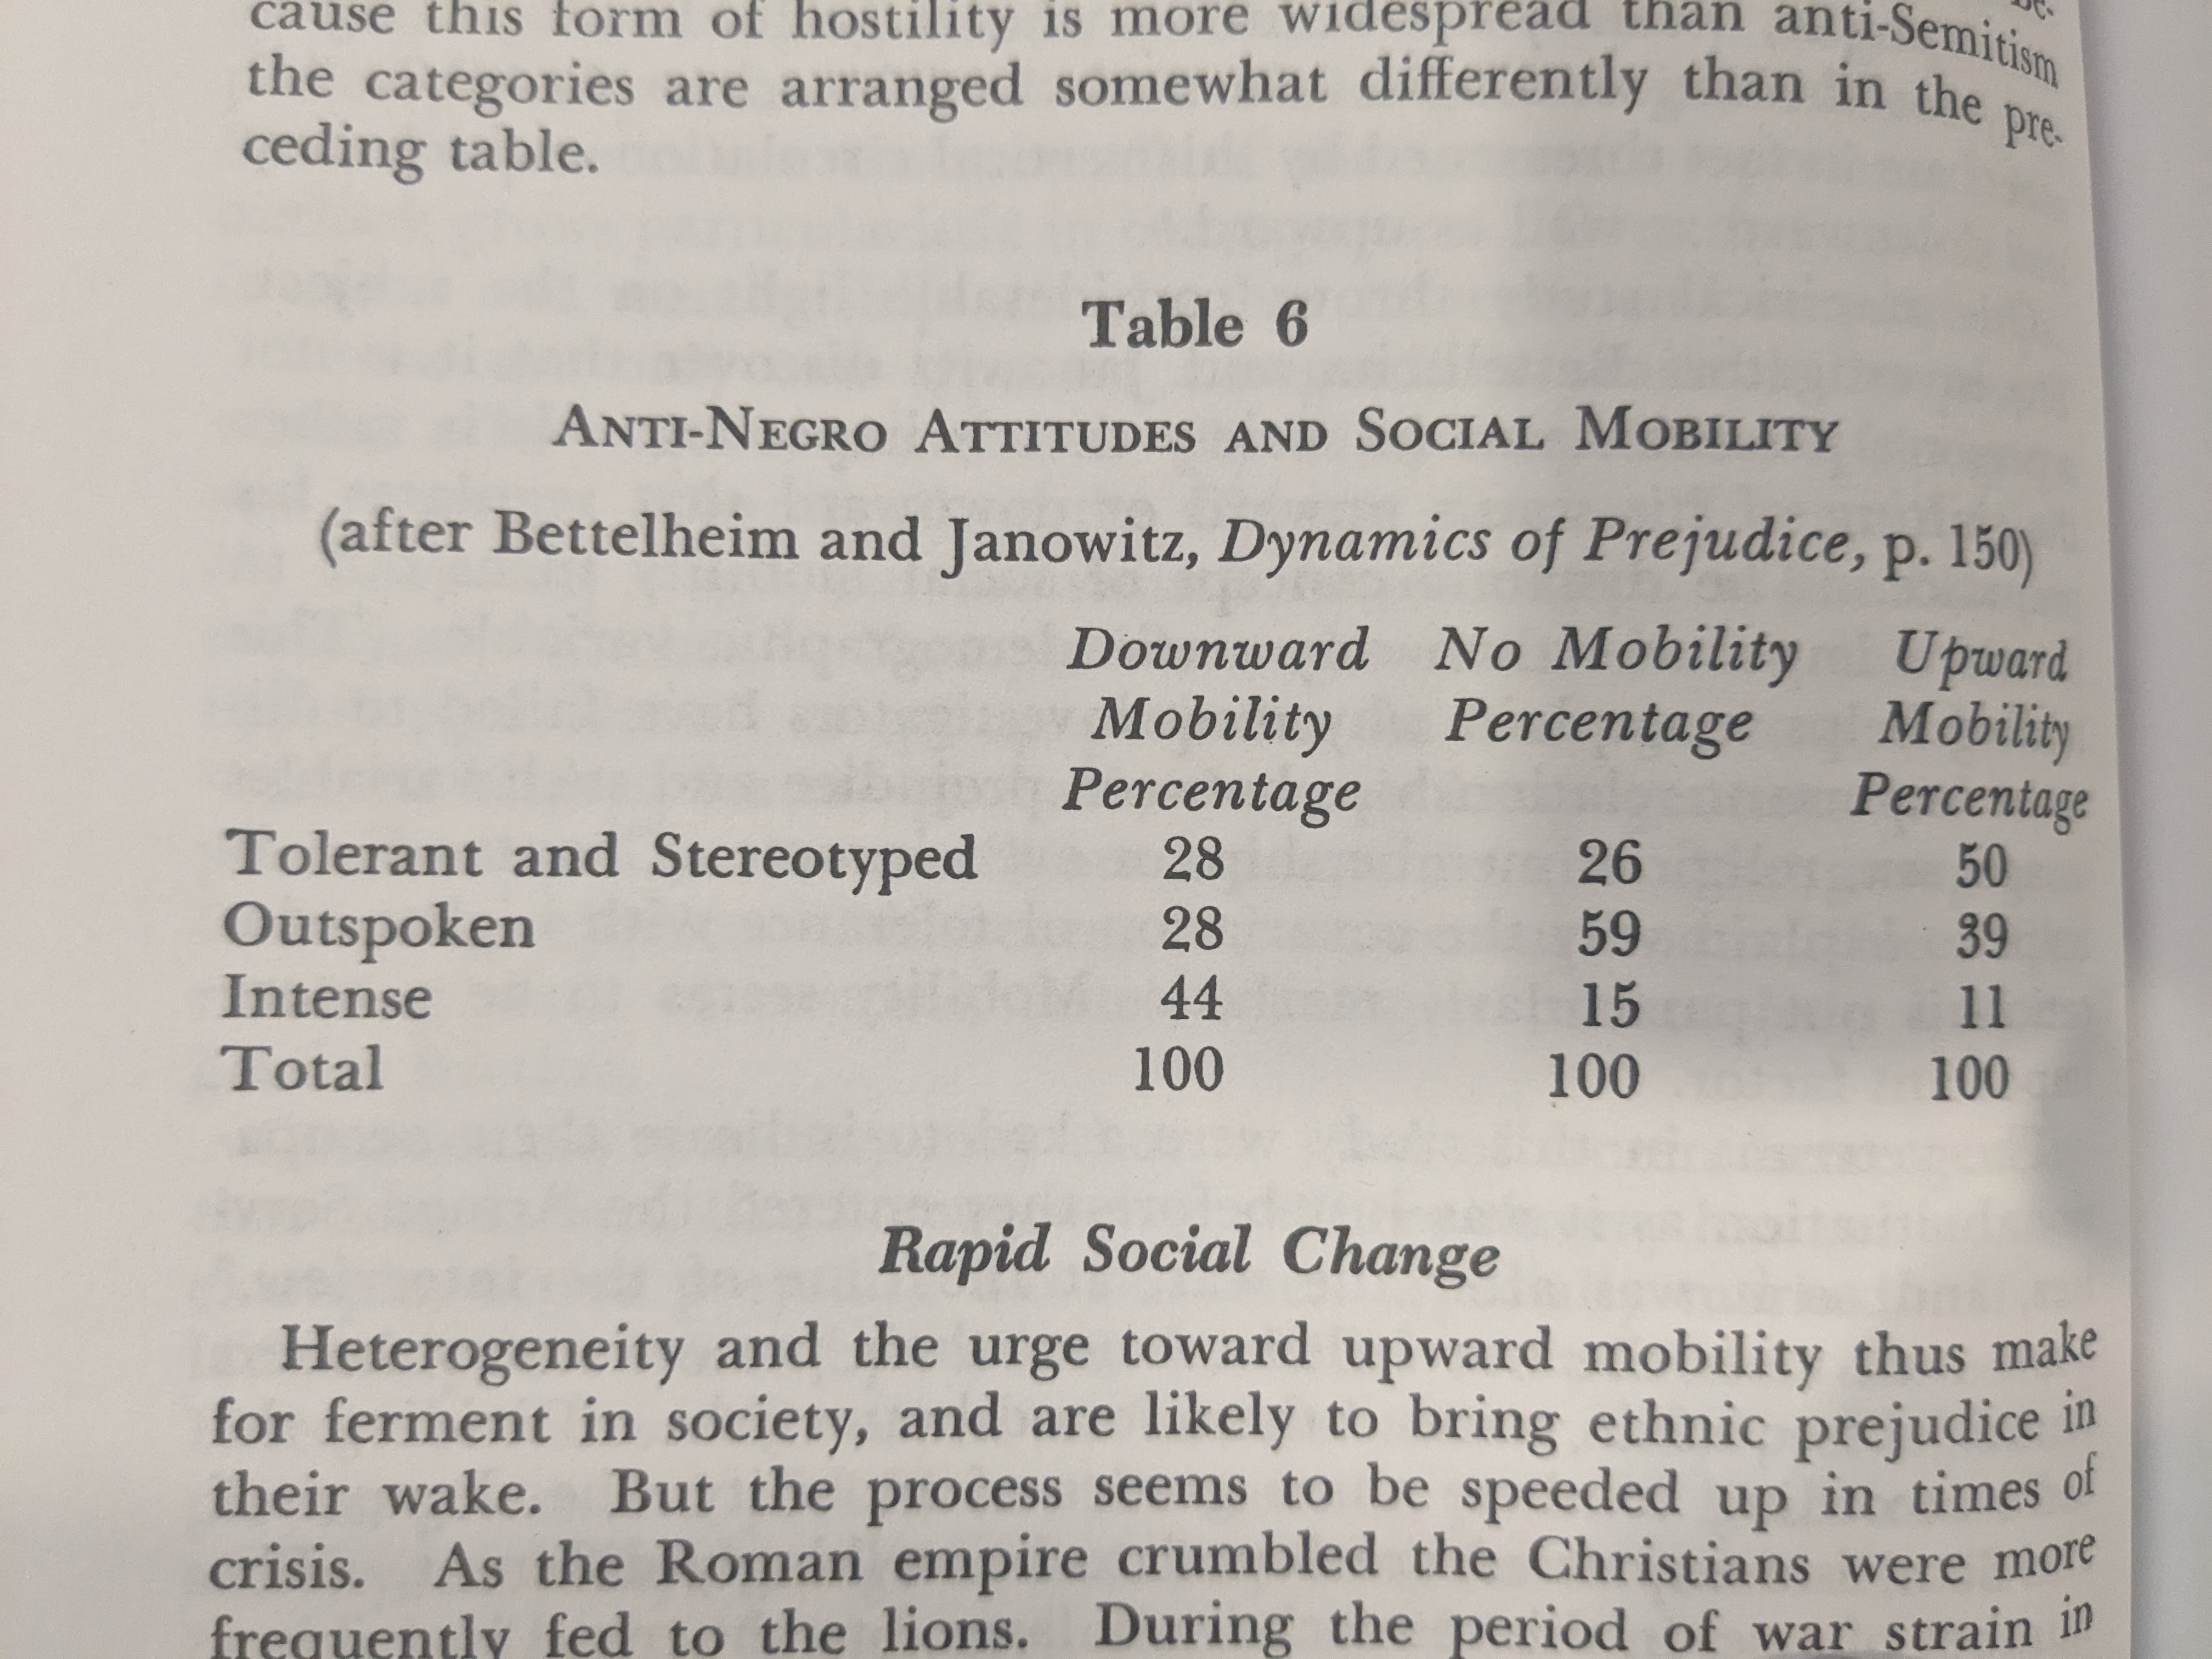 cause this form of hostility is more widespread than anti-Semitism
the categories are arranged somewhat differently than in the pre-
ceding table.
Table 6
ANTI-NEGRO ATTITUDES AND SOCIAL MOBILITY
(after Bettelheim and Janowitz, Dynamics of Prejudice, p. 150)
Downward No Mobility Upward
Mobility Percentage Mobility
Percentage Percentage
Tolerant and Stereotyped 28 26 50
Outspoken 28 59 39
Intense 44 15 11
Total 100 100 100
Rapid Social Change
Heterogeneity and the urge toward upward mobility thus make
for ferment in society, and are likely to bring ethnic prejudice in
their wake. But the process seems to be speeded up in times of
crisis. As the Roman empire crumbled the Christians were more
frequently fed to the lions. During the period of war strain in